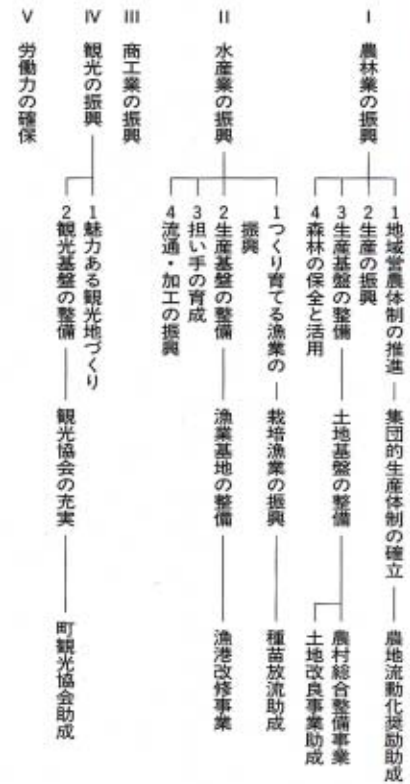 Ⅰ 農林業の振興
1 地域営農体制の推進
集団的生産体制の確立
農地流動化奨励助成
2 生産の振興
3 生産基盤の整備
土地基盤の整備
農村総合整備事業
土地改良事業助成
4 森林の保全と活用
Ⅱ 水産業の振興
1 つくり育てる漁業の
振興
栽培漁業の振興
種苗放流助成
2 生産基盤の整備
漁業基地の整備
漁港改修事業
3 担い手の育成
4 流通・加工の振興
Ⅲ 商工業の振興
Ⅳ 観光の振興
1 魅力ある観光地づくり
2 観光基盤の整備
観光協会の充実
町観光協会助成
Ⅴ 労働力の確保